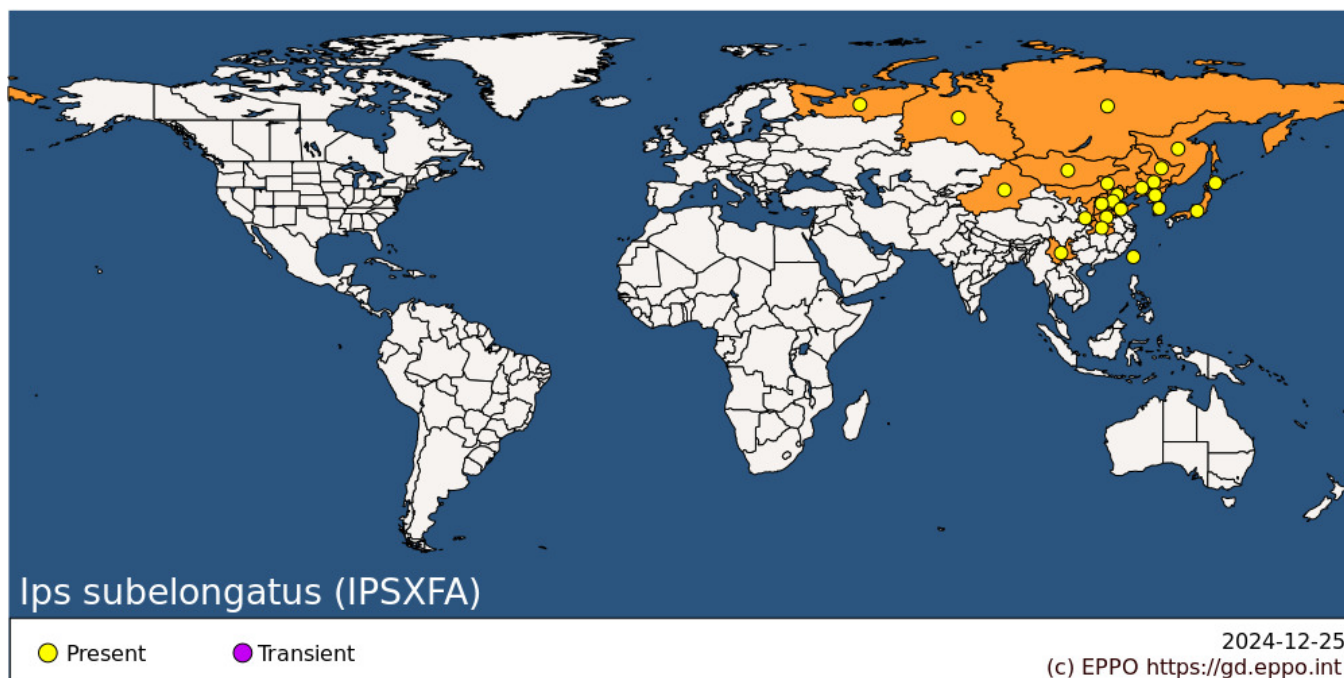 Ips subelongatus (IPSXFA)
Present
Transient
2024-12-25
(c) EPPO https://gd.eppo.int